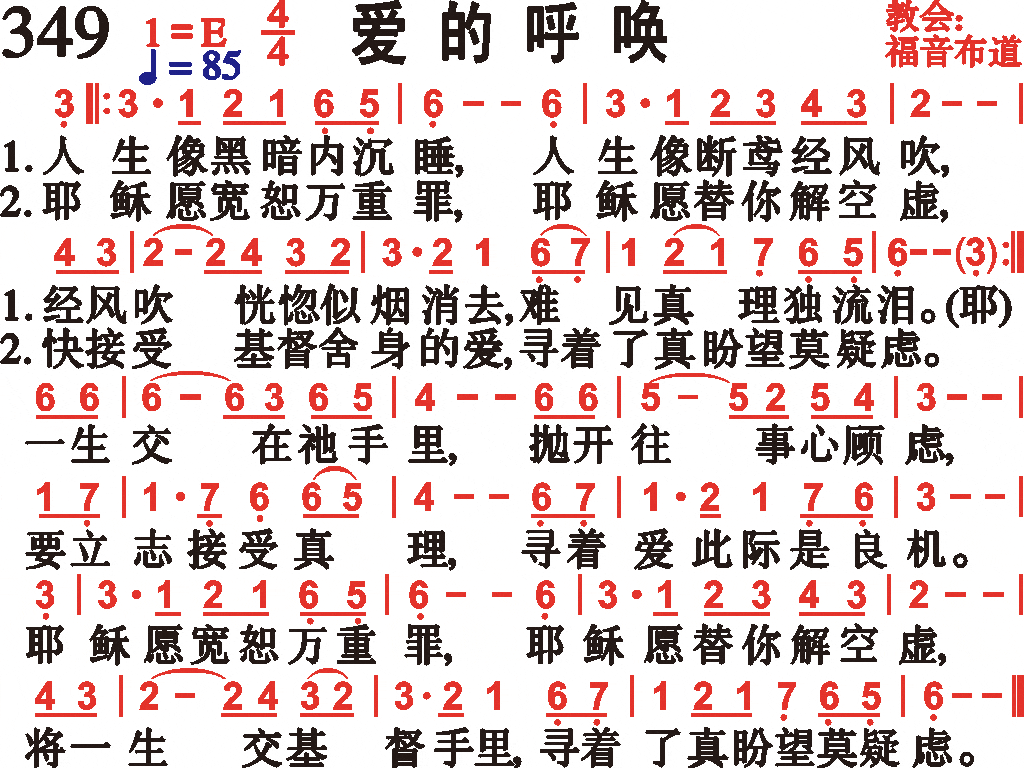 349 1=E 4/4 爱的呼唤 教会:
♩=85 福音布道
3 ‖: 3 · 1 2 1 6 5 | 6 - - 6 | 3 · 1 2 3 4 3 | 2 - - |
1. 人 生 像黑暗内沉 睡, 人 生 像断鸢经风 吹,
2. 耶 稣 愿宽恕万重 罪, 耶 稣 愿替你解空 虚,
4 3 | 2 - 2 4 3 2 | 3 · 2 1 6 7 | 1 2 1 7 6 5 | 6 - - (3) :‖
1. 经风吹 恍惚似烟消去,难 见真 理独流泪。(耶)
2. 快接受 基督舍身的爱,寻着了真盼望莫疑虑。
6 6 | 6 - 6 3 6 5 | 4 - - 6 6 | 5 - 5 2 5 4 | 3 - - |
一生交 在祂手里, 抛开往 事心顾虑,
1 7 | 1 · 7 6 6 5 | 4 - - 6 7 | 1 · 2 1 7 6 | 3 - - |
要立志接受真 理, 寻着爱此际是良机。
3 | 3 · 1 2 1 6 5 | 6 - - 6 | 3 · 1 2 3 4 3 | 2 - - |
耶 稣愿宽恕万重 罪, 耶 稣 愿替你解空 虚,
4 3 | 2 - 2 4 3 2 | 3 · 2 1 6 7 | 1 2 1 7 6 5 | 6 - - ‖
将一生 交基 督手里,寻着 了真盼望莫疑虑。